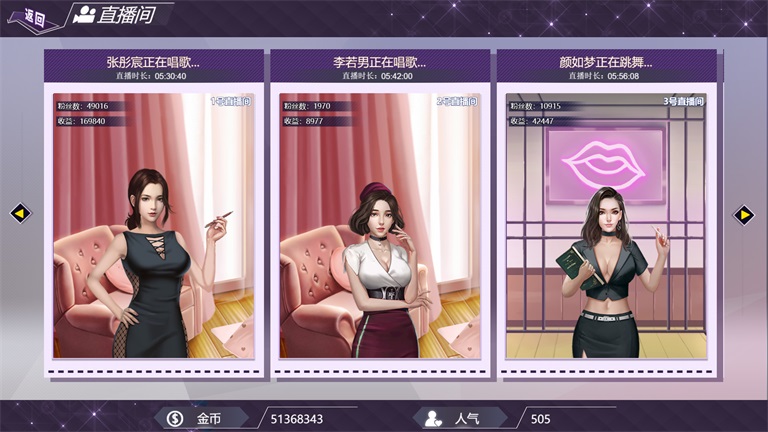 返回
直播间
张彤宸正在唱歌...
直播时长：05:30:40
粉丝数：49016
1号直播间
收益：169840
李若男正在唱歌...
直播时长：05:42:00
粉丝数：1970
2号直播间
收益：8977
颜如梦正在跳舞...
直播时长：05:56:08
粉丝数：10915
3号直播间
收益：42447
金币
51368343
人气
505